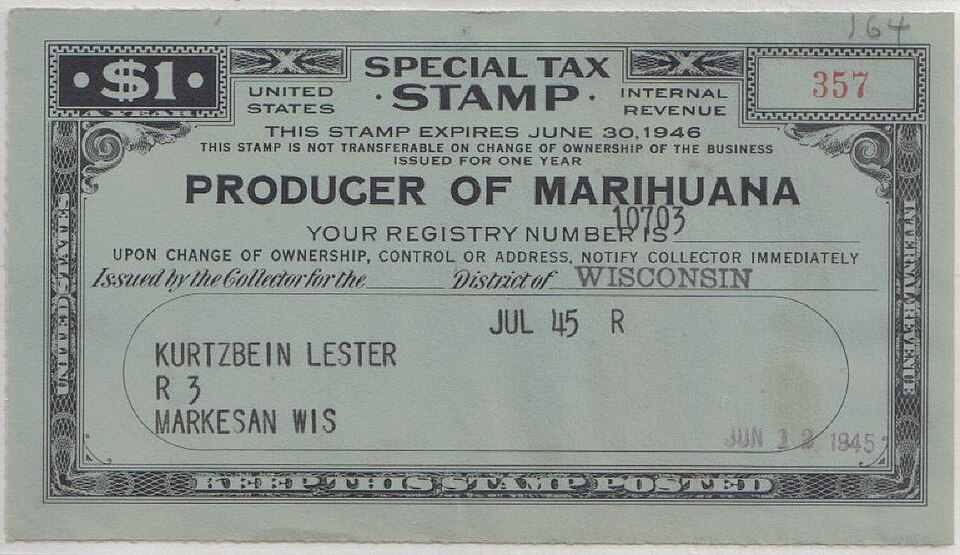 164
$1
A YEAR
UNITED STATES
SPECIAL TAX
STAMP
INTERNAL REVENUE
357
THIS STAMP EXPIRES JUNE 30, 1946
THIS STAMP IS NOT TRANSFERABLE ON CHANGE OF OWNERSHIP OF THE BUSINESS
ISSUED FOR ONE YEAR
PRODUCER OF MARIHUANA
10703
YOUR REGISTRY NUMBER IS
UPON CHANGE OF OWNERSHIP, CONTROL OR ADDRESS, NOTIFY COLLECTOR IMMEDIATELY
Issued by the Collector for the District of WISCONSIN
JUL 45 R
KURTZBEIN LESTER
R 3
MARKESAN WIS
JUN 12 1945
UNITED STATES
INTERNAL REVENUE
KEEP THIS STAMP POSTED